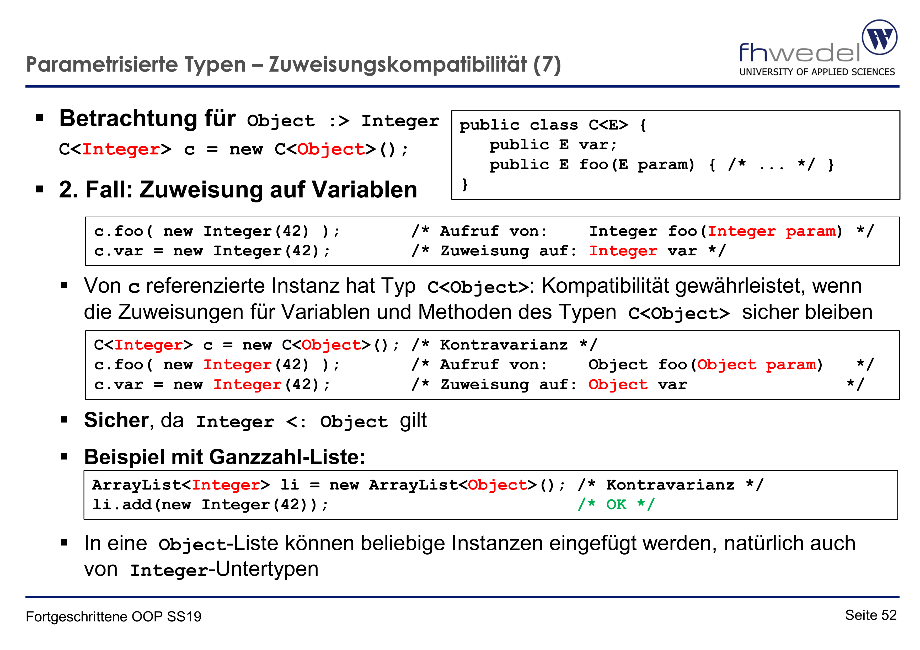 Parametrisierte Typen – Zuweisungskompatibilität (7)
fhwedel
UNIVERSITY OF APPLIED SCIENCES
W
▪ Betrachtung für Object :> Integer
C<Integer> c = new C<Object>();
public class C<E> {
public E var;
public E foo(E param) { /* ... */ }
}
▪ 2. Fall: Zuweisung auf Variablen
c.foo( new Integer(42) ); /* Aufruf von: Integer foo(Integer param) */
c.var = new Integer(42); /* Zuweisung auf: Integer var */
▪ Von c referenzierte Instanz hat Typ C<Object>: Kompatibilität gewährleistet, wenn
die Zuweisungen für Variablen und Methoden des Typen C<Object> sicher bleiben
C<Integer> c = new C<Object>(); /* Kontravarianz */
c.foo( new Integer(42) ); /* Aufruf von: Object foo(Object param) */
c.var = new Integer(42); /* Zuweisung auf: Object var */
▪ Sicher, da Integer <: Object gilt
▪ Beispiel mit Ganzzahl-Liste:
ArrayList<Integer> li = new ArrayList<Object>(); /* Kontravarianz */
li.add(new Integer(42)); /* OK */
▪ In eine Object-Liste können beliebige Instanzen eingefügt werden, natürlich auch
von Integer-Untertypen
Fortgeschrittene OOP SS19
Seite 52